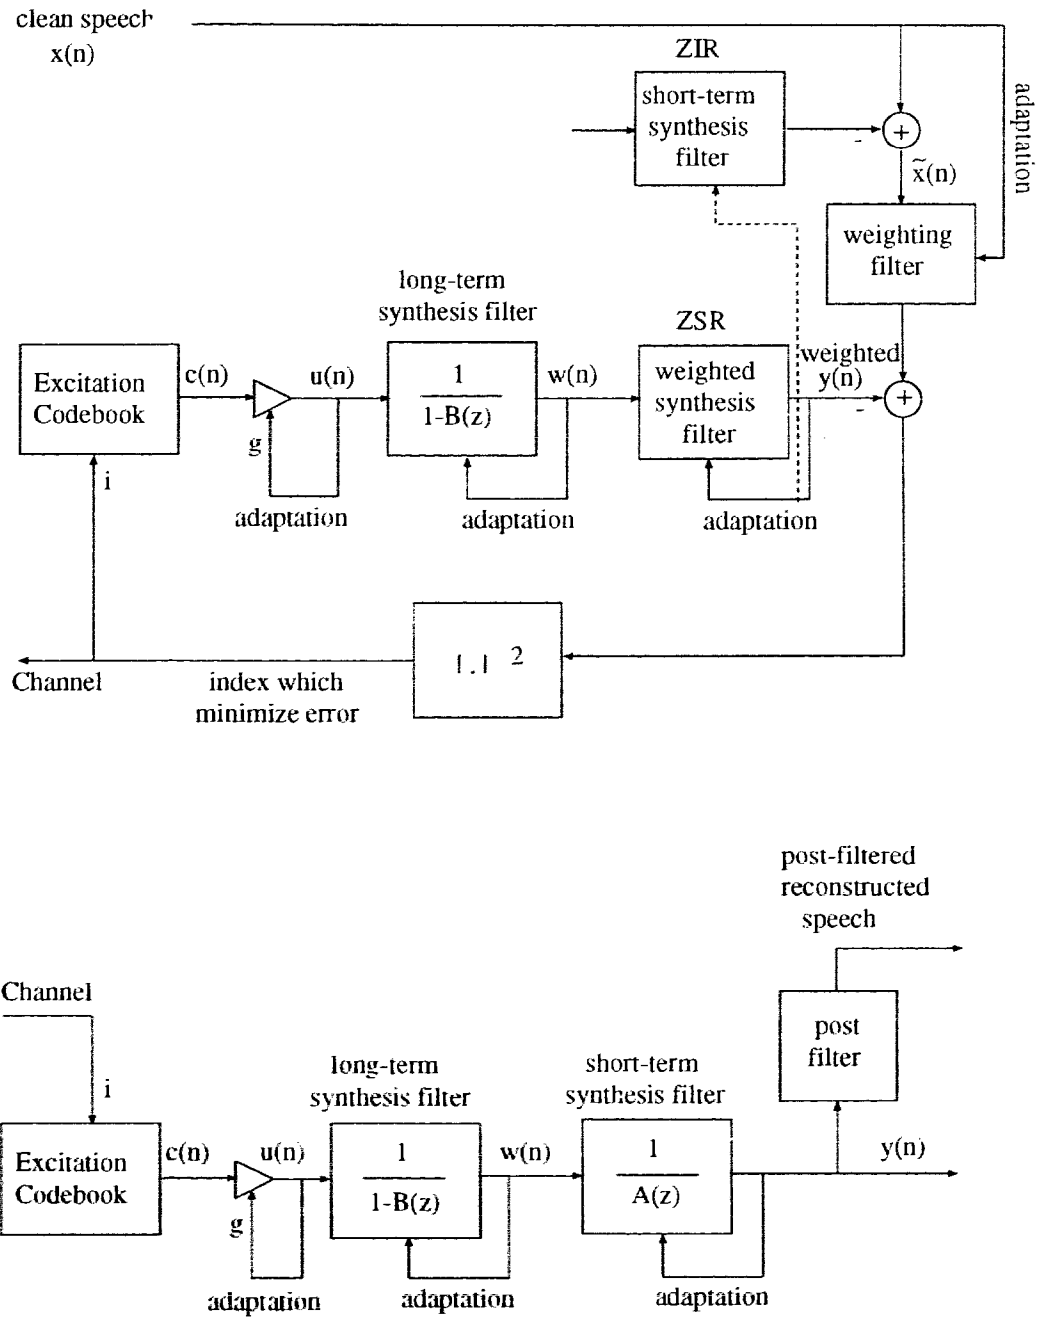 clean speech
x(n)
ZIR
short-term
synthesis
filter
+
-
x̃(n)
adaptation
weighting
filter
long-term
synthesis filter
ZSR
Excitation
Codebook
c(n)
u(n)
g
1
1-B(z)
w(n)
weighted
synthesis
filter
weighted
y(n)
-
+
i
adaptation
adaptation
adaptation
|.| 2
Channel
index which
minimize error
post-filtered
reconstructed
speech
Channel
i
post
filter
long-term
synthesis filter
short-term
synthesis filter
Excitation
Codebook
c(n)
u(n)
g
1
1-B(z)
w(n)
1
A(z)
y(n)
adaptation
adaptation
adaptation